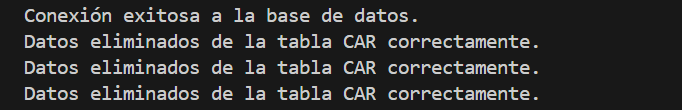 Conexión exitosa a la base de datos.
Datos eliminados de la tabla CAR correctamente.
Datos eliminados de la tabla CAR correctamente.
Datos eliminados de la tabla CAR correctamente.